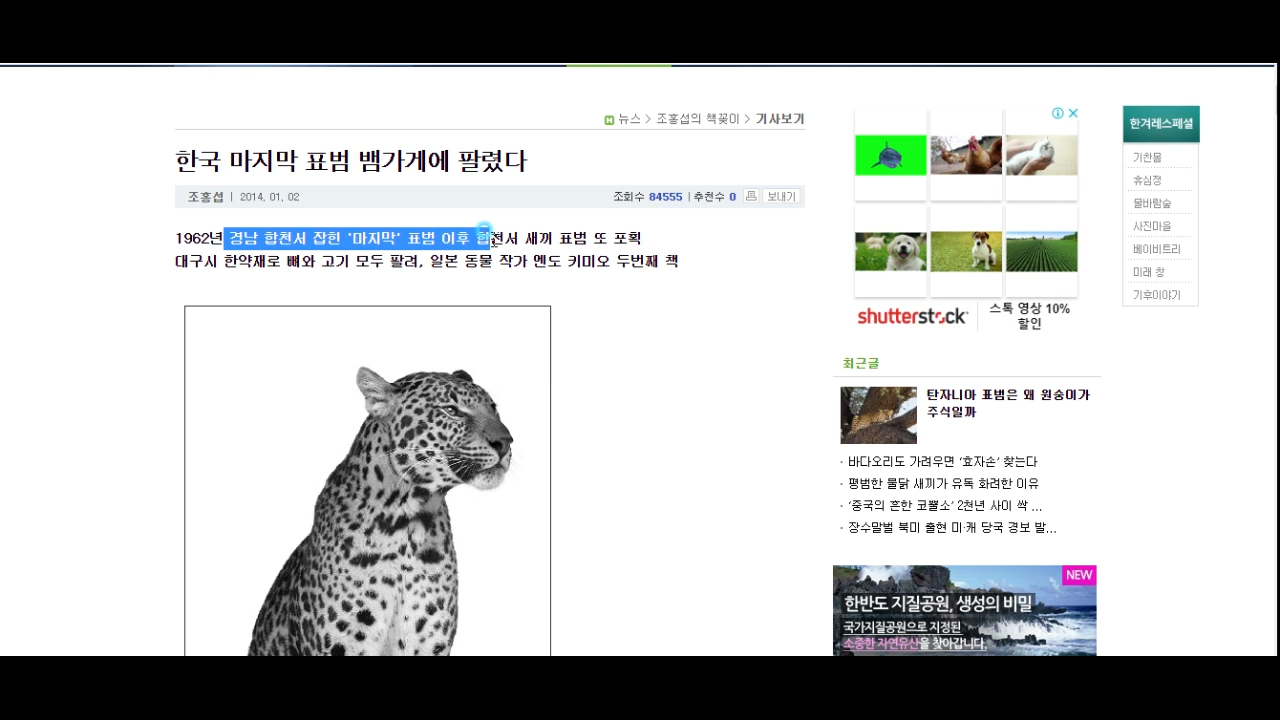 뉴스 > 조홍섭의 책꽂이 > 기사보기
한국 마지막 표범 뱀가게에 팔렸다
조홍섭 | 2014. 01. 02
조회수 84555 | 추천수 0 보내기
1962년 경남 합천서 잡힌 '마지막' 표범 이후 합천서 새끼 표범 또 포획
대구시 한약재로 뼈와 고기 모두 팔려, 일본 동물 작가 엔도 키미오 두번째 책
shutterstock
스톡 영상 10%
할인
최근글
탄자니아 표범은 왜 원숭이가
주식일까
· 바다오리도 가려우면 '효자손' 찾는다
· 평범한 물닭 새끼가 유독 화려한 이유
· '중국의 흔한 코뿔소' 2천년 사이 싹 ...
· 장수말벌 북미 출현 미·캐 당국 경보 발...
NEW
한반도 지질공원, 생성의 비밀
국가지질공원으로 지정된
소중한 자연유산을 찾아갑니다.
한겨레스페셜
기찬몸
휴심정
물바람숲
사진마을
베이비트리
미래 창
기후이야기